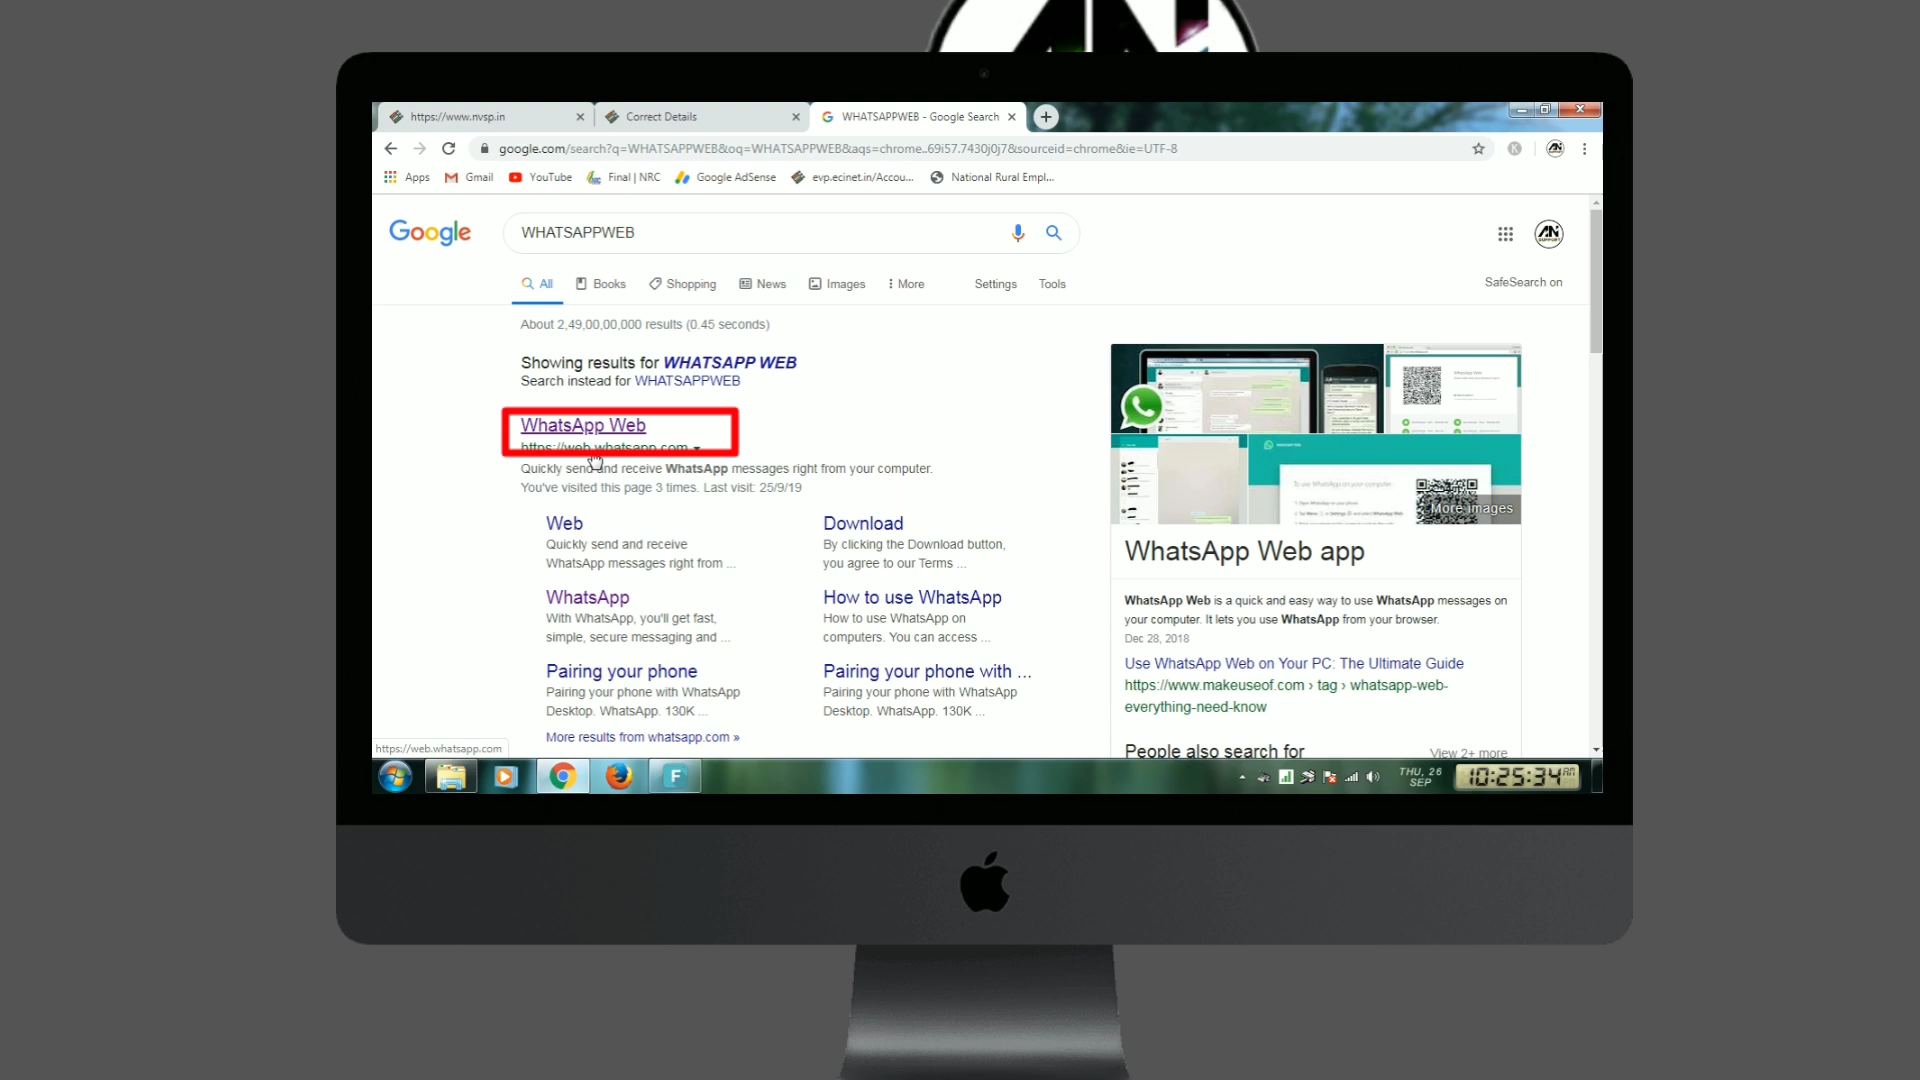 https://www.nvsp.in
Correct Details
WHATSAPPWEB - Google Search
google.com/search?q=WHATSAPPWEB&oq=WHATSAPPWEB&aqs=chrome..69i57.7430j0j7&sourceid=chrome&ie=UTF-8
Apps
Gmail
YouTube
Final | NRC
Google AdSense
evp.ecinet.in/Accou...
National Rural Empl...
Google
WHATSAPPWEB
All
Books
Shopping
News
Images
More
Settings
Tools
SafeSearch on
About 2,49,00,00,000 results (0.45 seconds)
Showing results for WHATSAPP WEB
Search instead for WHATSAPPWEB
WhatsApp Web
https://web.whatsapp.com
Quickly send and receive WhatsApp messages right from your computer.
You've visited this page 3 times. Last visit: 25/9/19
Web
Quickly send and receive
WhatsApp messages right from ...
Download
By clicking the Download button,
you agree to our Terms ...
WhatsApp
With WhatsApp, you'll get fast,
simple, secure messaging and ...
How to use WhatsApp
How to use WhatsApp on
computers. You can access ...
Pairing your phone
Pairing your phone with WhatsApp
Desktop. WhatsApp. 130K ...
Pairing your phone with ...
Pairing your phone with WhatsApp
Desktop. WhatsApp. 130K ...
More results from whatsapp.com »
More images
WhatsApp Web app
WhatsApp Web is a quick and easy way to use WhatsApp messages on
your computer. It lets you use WhatsApp from your browser.
Dec 28, 2018
Use WhatsApp Web on Your PC: The Ultimate Guide
https://www.makeuseof.com › tag › whatsapp-web-
everything-need-know
People also search for
View 2+ more
https://web.whatsapp.com
F
THU, 26
SEP
10:25:34 AM